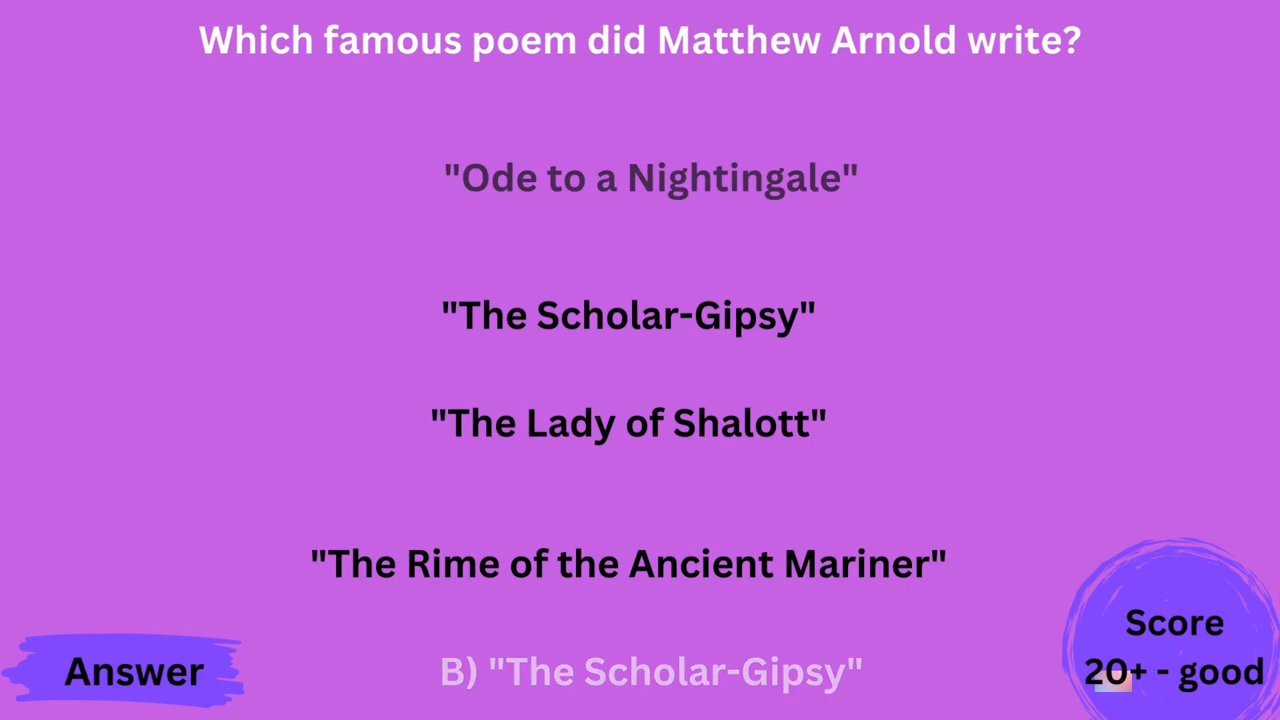 Which famous poem did Matthew Arnold write?
"Ode to a Nightingale"
"The Scholar-Gipsy"
"The Lady of Shalott"
"The Rime of the Ancient Mariner"
Answer
B) "The Scholar-Gipsy"
Score
20+ - good